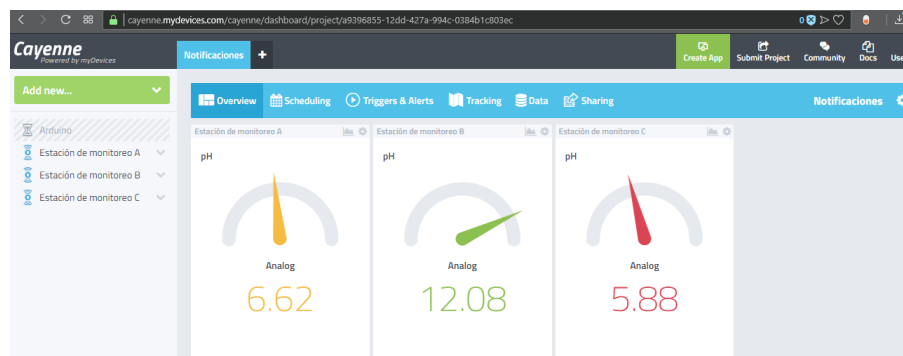 cayenne.mydevices.com/cayenne/dashboard/project/a9396855-12dd-427a-994c-0384b1c803ec
0
Cayenne
Powered by myDevices
Notificaciones +
Create App
Submit Project
Community
Docs
Use
Add new...
Overview
Scheduling
Triggers & Alerts
Tracking
Data
Sharing
Notificaciones
Arduino
Estación de monitoreo A
Estación de monitoreo B
Estación de monitoreo C
Estación de monitoreo A
pH
Analog
6.62
Estación de monitoreo B
pH
Analog
12.08
Estación de monitoreo C
pH
Analog
5.88